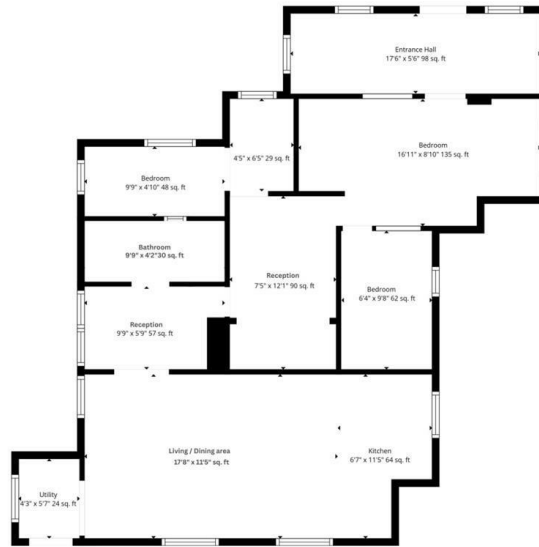 Entrance Hall
17'6" x 5'6" 98 sq. ft
Bedroom
16'11" x 8'10" 135 sq. ft
4'5" x 6'5" 29 sq. ft
Bedroom
9'9" x 4'10" 48 sq. ft
Bathroom
9'9" x 4'2"30 sq. ft
Reception
7'5" x 12'1" 90 sq. ft
Bedroom
6'4" x 9'8" 62 sq. ft
Reception
9'9" x 5'9" 57 sq. ft
Living / Dining area
17'8" x 11'5" sq. ft
Kitchen
6'7" x 11'5" 64 sq. ft
Utility
4'3" x 5'7" 24 sq. ft